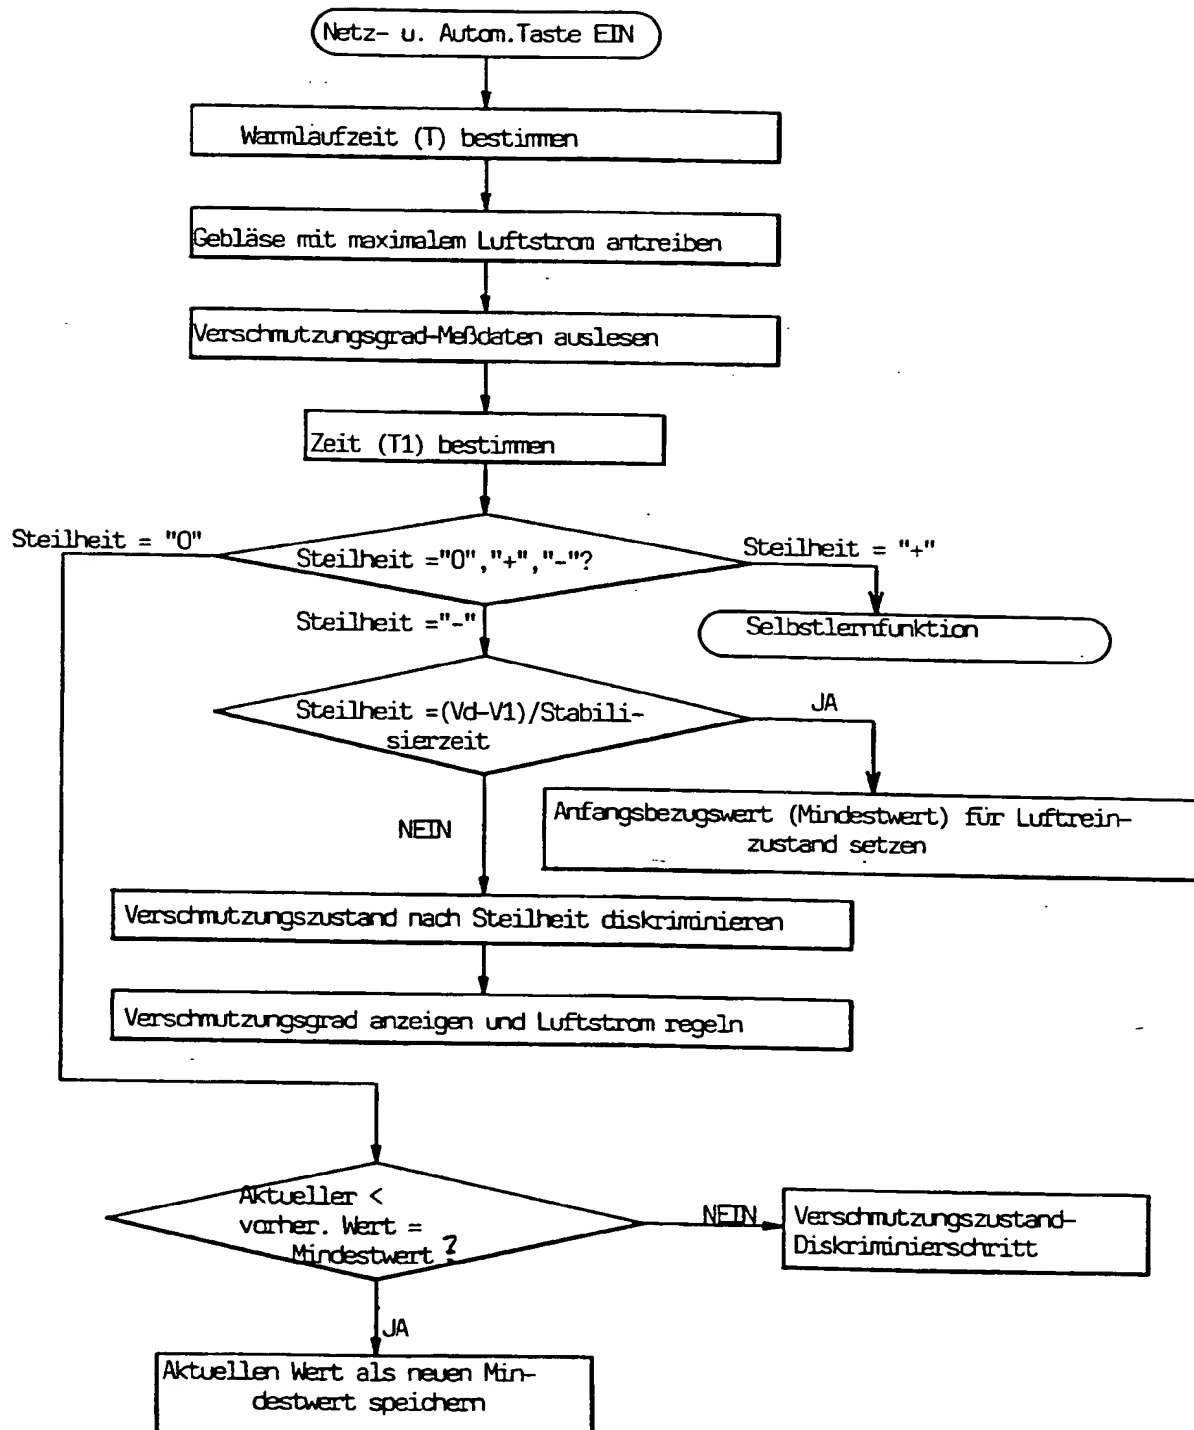 Netz- u. Autom.Taste EIN
Warmlaufzeit (T) bestimmen
Gebläse mit maximalem Luftstrom antreiben
Verschmutzungsgrad-Meßdaten auslesen
Zeit (T1) bestimmen
Steilheit = "0"
Steilheit ="0","+","-"?
Steilheit = "+"
Steilheit ="-"
Selbstlernfunktion
Steilheit =(Vd-V1)/Stabili-
sierzeit
JA
NEIN
Anfangsbezugswert (Mindestwert) für Luftrein-
zustand setzen
Verschmutzungszustand nach Steilheit diskriminieren
Verschmutzungsgrad anzeigen und Luftstrom regeln
Aktueller <
vorher. Wert =
Mindestwert ?
NEIN
Verschmutzungszustand-
Diskriminierschritt
JA
Aktuellen Wert als neuen Min-
destwert speichern